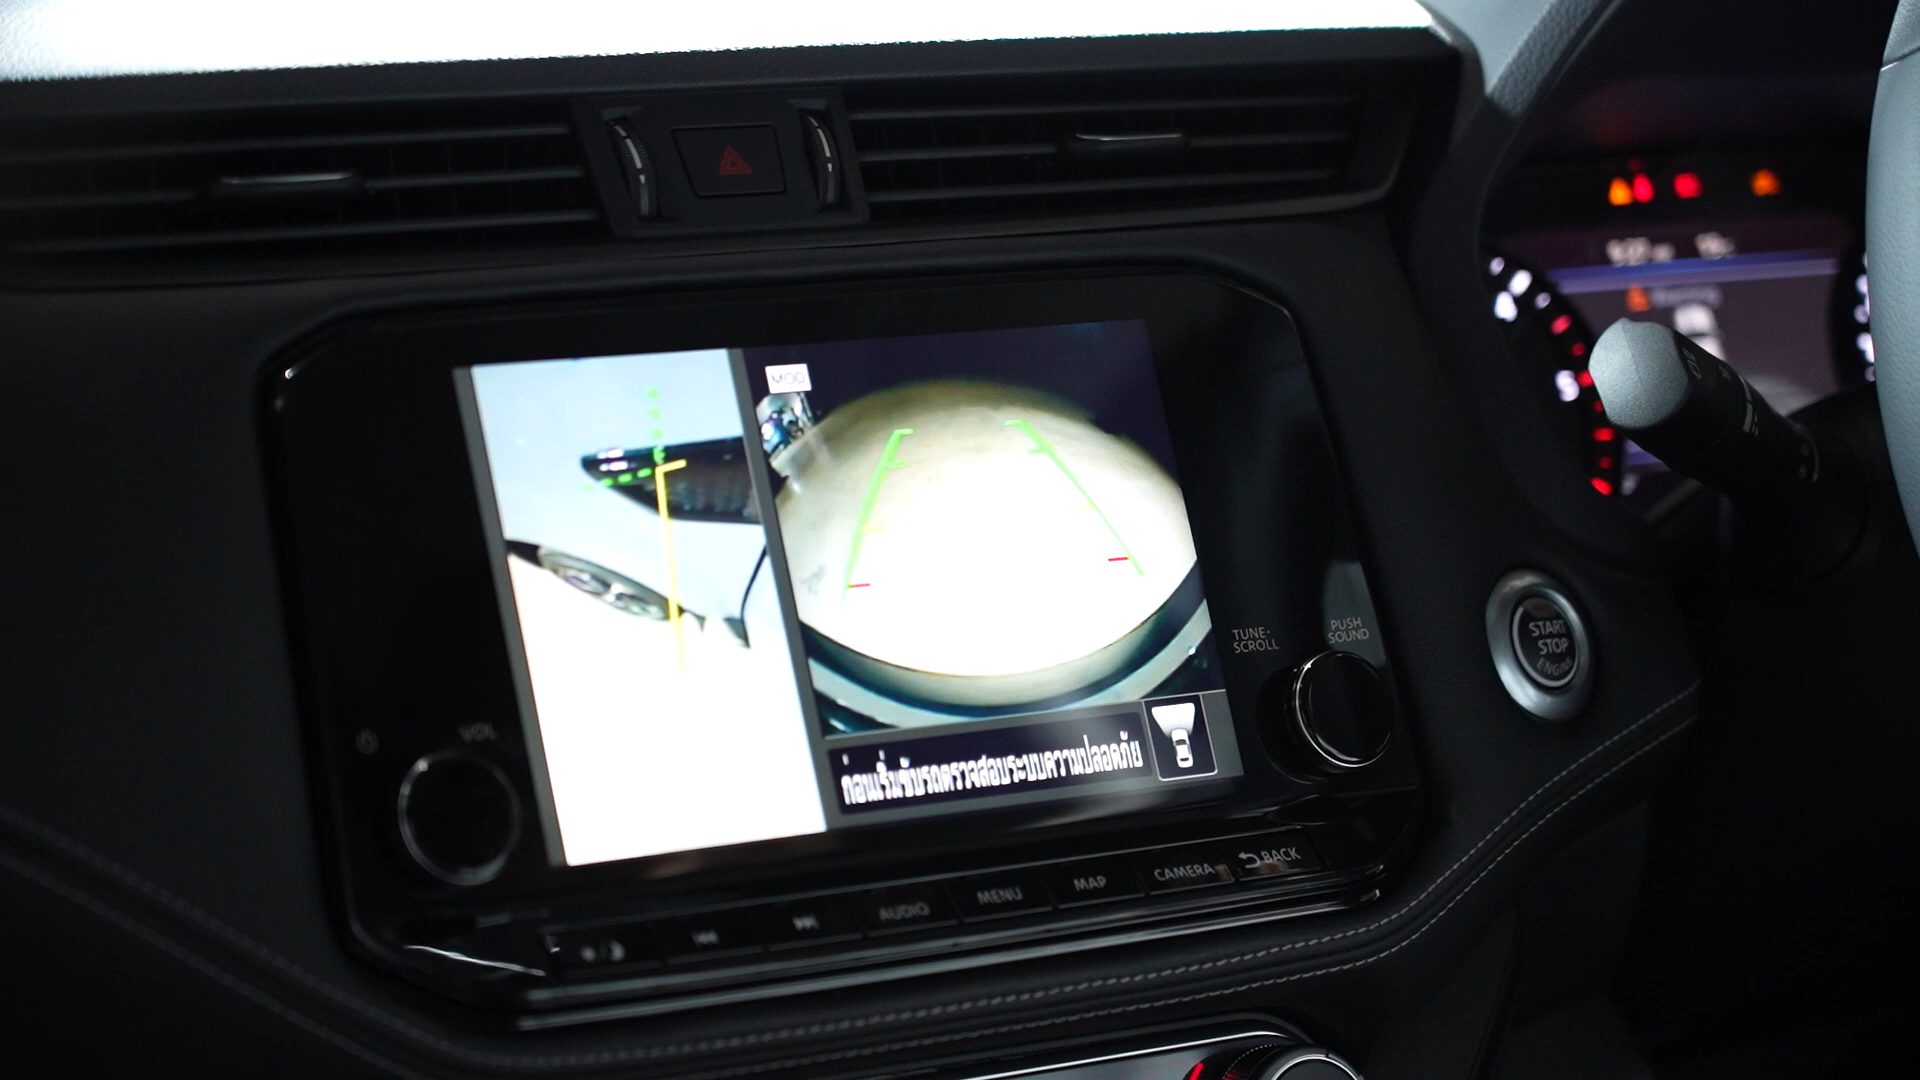 MOD
ก่อนเริ่มขับรถตรวจสอบระบบความปลอดภัย
TUNE·
SCROLL
PUSH
SOUND
VOL
AUDIO
MENU
MAP
CAMERA
BACK
START
STOP
ENGINE